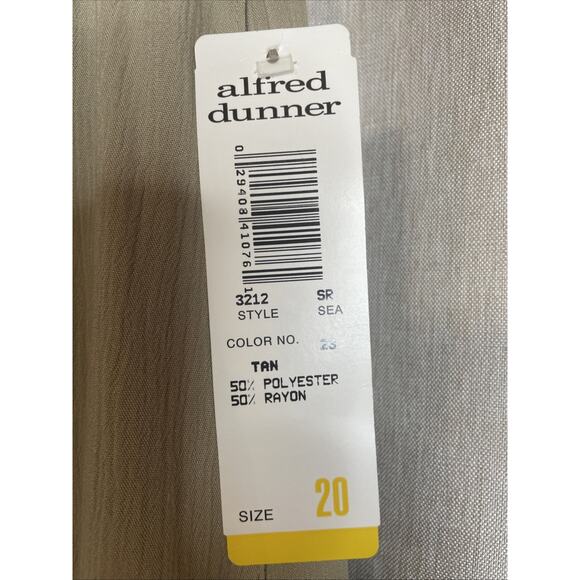 alfred
dunner
0 29408 41076 1
3212 SR
STYLE SEA
COLOR NO. 23
TAN
50% POLYESTER
50% RAYON
SIZE 20